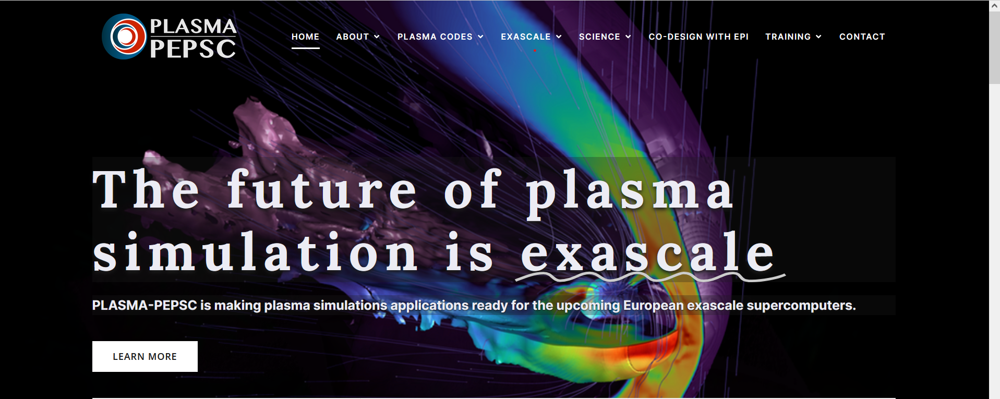 PLASMA
PEPSC
HOME ABOUT PLASMA CODES EXASCALE SCIENCE CO-DESIGN WITH EPI TRAINING CONTACT
The future of plasma
simulation is exascale
PLASMA-PEPSC is making plasma simulations applications ready for the upcoming European exascale supercomputers.
LEARN MORE